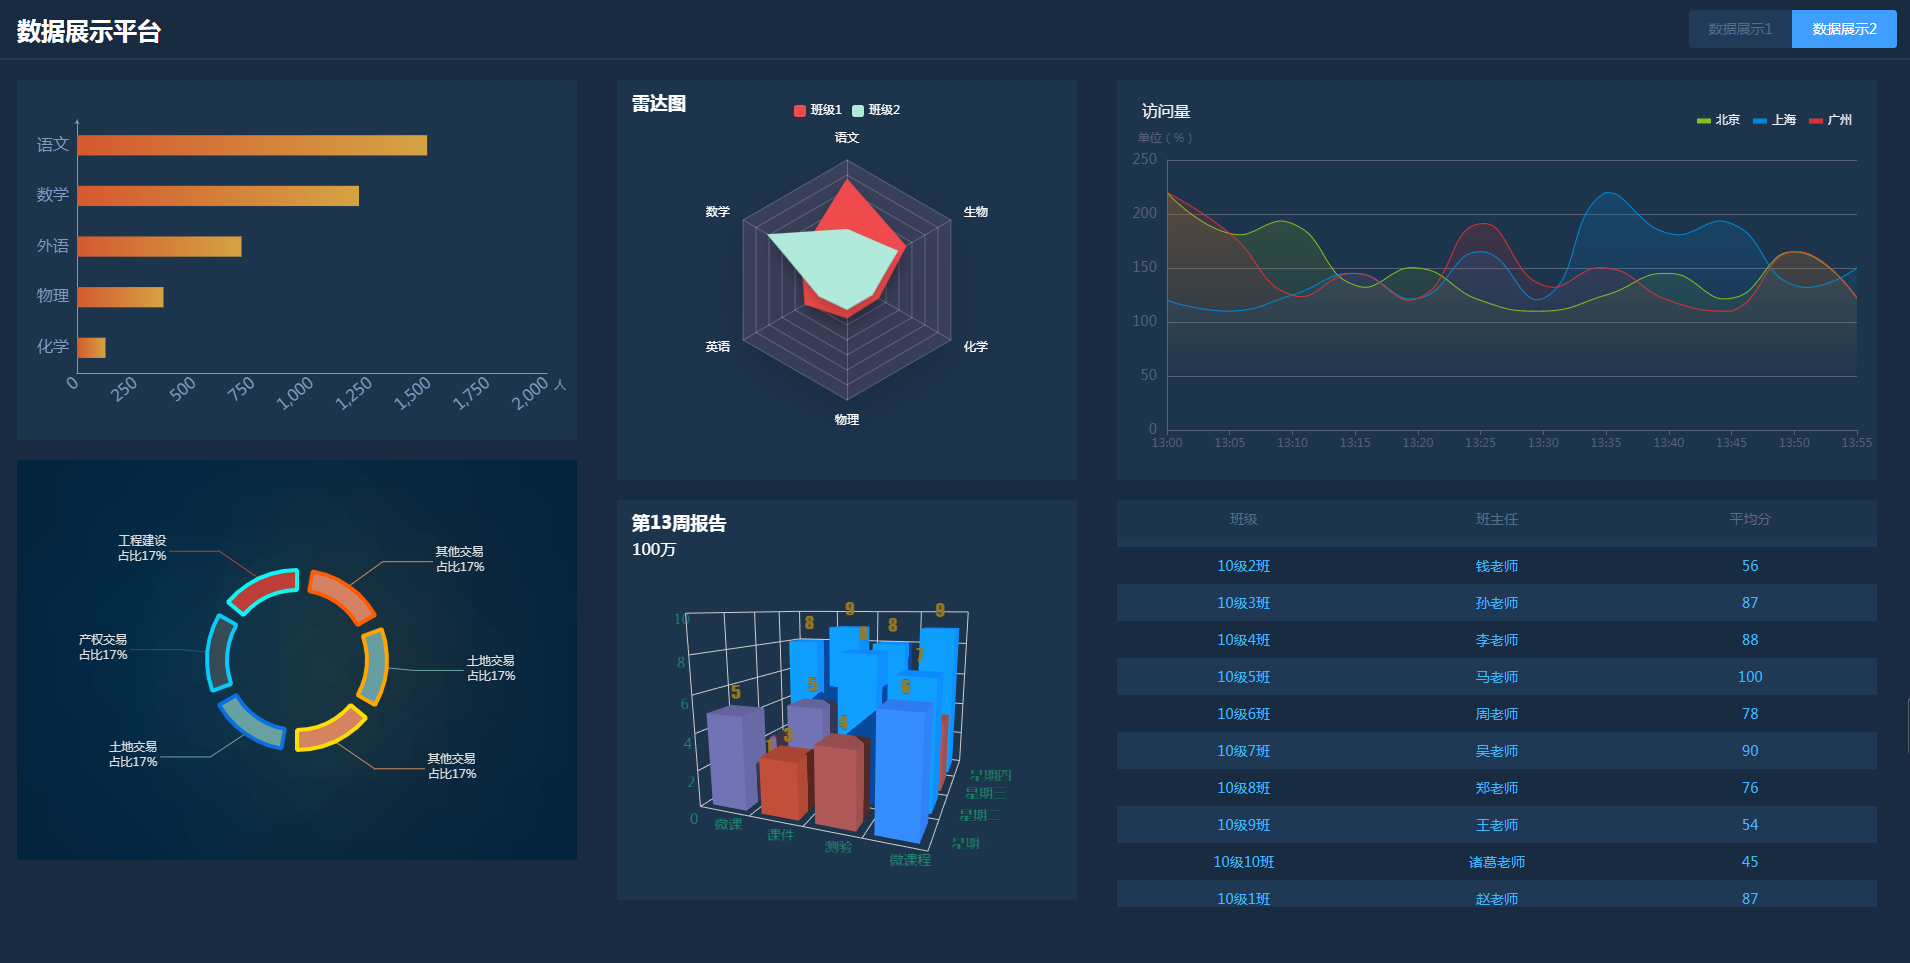 数据展示平台
数据展示1
数据展示2
语文
数学
外语
物理
化学
0
250
500
750
1,000
1,250
1,500
1,750
2,000
人
工程建设
占比17%
其他交易
占比17%
产权交易
占比17%
土地交易
占比17%
土地交易
占比17%
其他交易
占比17%
雷达图
班级1
班级2
语文
数学
生物
英语
化学
物理
第13周报告
100万
10
8
6
4
2
0
9
9
8
8
8
7
5
5
6
4
3
1
微课
课件
测验
微课程
星期四
星期三
星期二
访问量
北京
上海
广州
单位 ( % )
250
200
150
100
50
0
13:00
13:05
13:10
13:15
13:20
13:25
13:30
13:35
13:40
13:45
13:50
13:55
班级
班主任
平均分
10级2班
钱老师
56
10级3班
孙老师
87
10级4班
李老师
88
10级5班
马老师
100
10级6班
周老师
78
10级7班
吴老师
90
10级8班
郑老师
76
10级9班
王老师
54
10级10班
诸葛老师
45
10级1班
赵老师
87